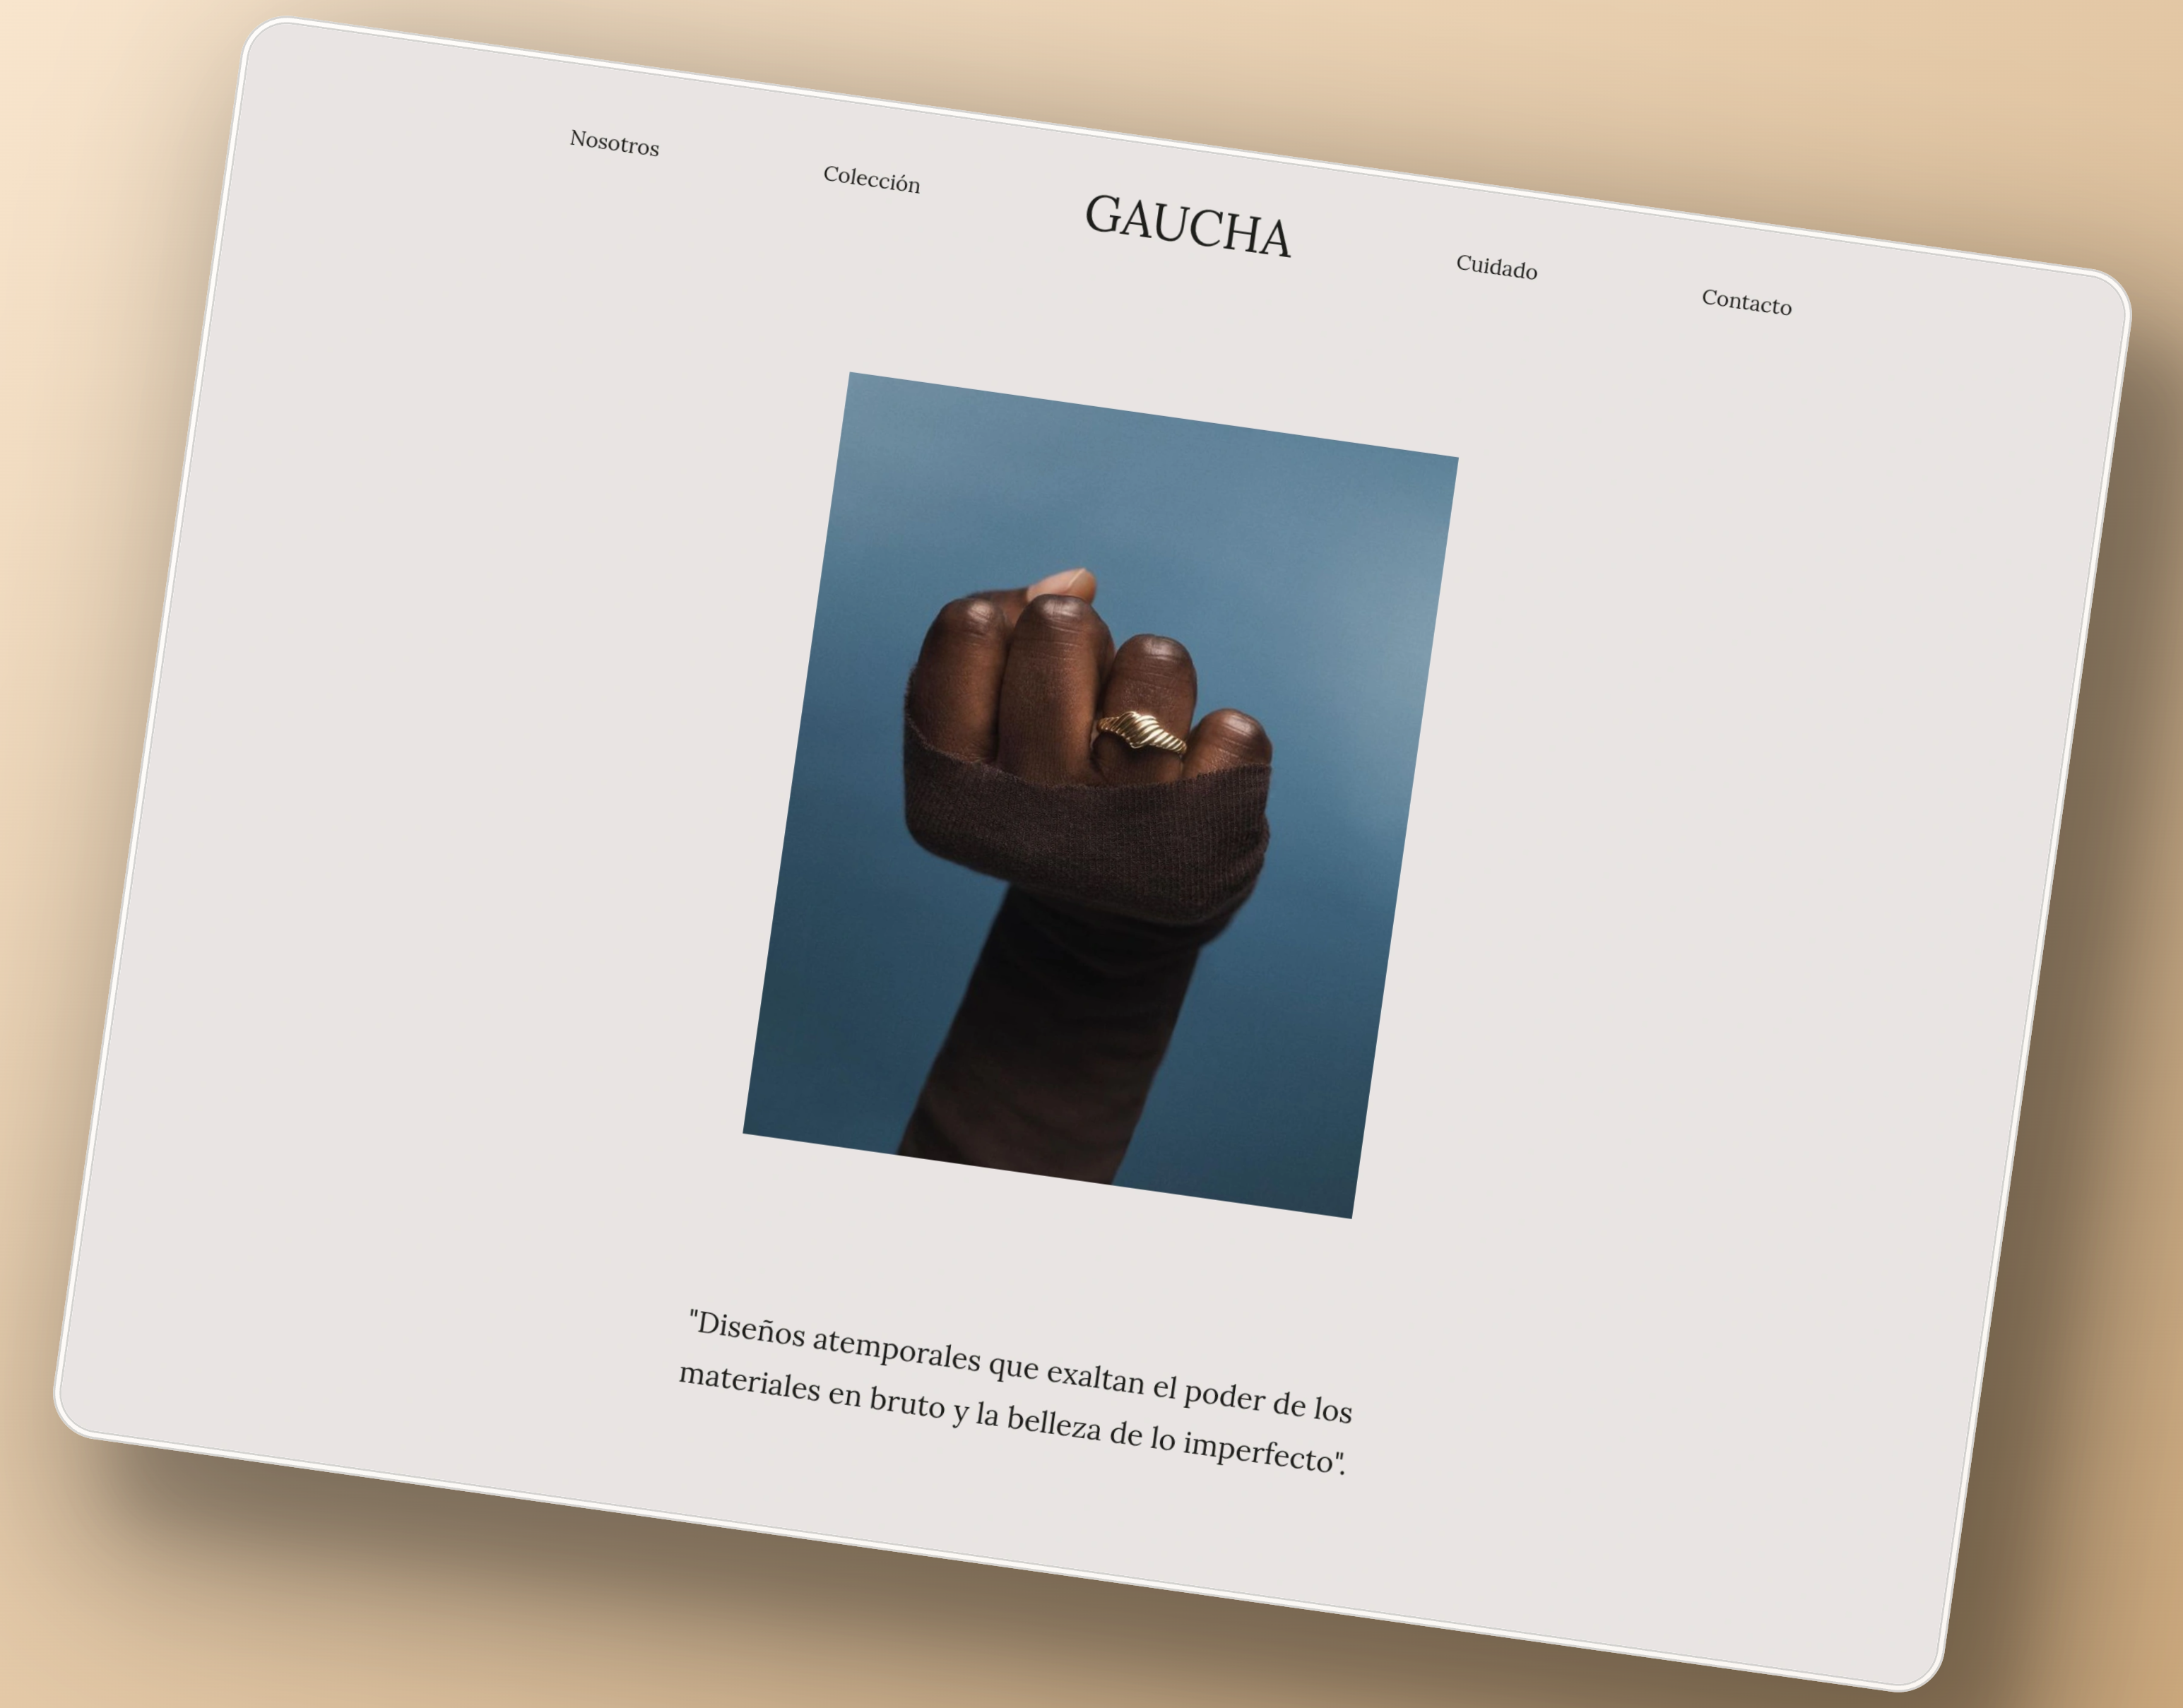 Nosotros
Colección
GAUCHA
Cuidado
Contacto
"Diseños atemporales que exaltan el poder de los
materiales en bruto y la belleza de lo imperfecto".